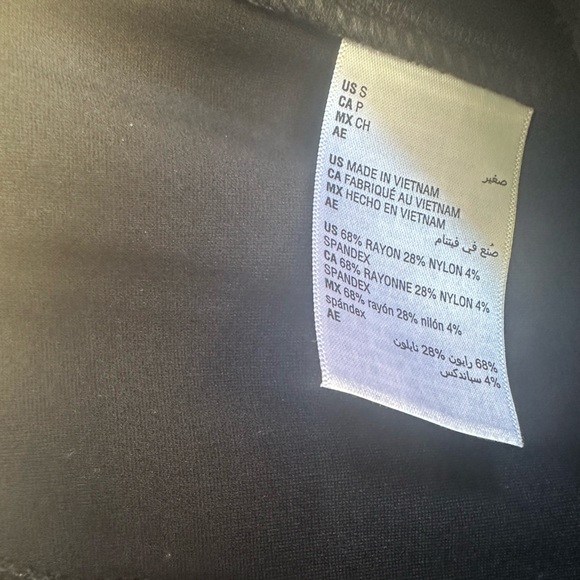 US S
CA P
MX CH
AE
صغير
US MADE IN VIETNAM
CA FABRIQUÉ AU VIETNAM
MX HECHO EN VIETNAM
AE
صُنع في فيتنام
US 68% RAYON 28% NYLON 4%
SPANDEX
CA 68% RAYONNE 28% NYLON 4%
SPANDEX
MX 68% rayón 28% nilón 4%
spándex
AE
68% رايون 28% نايلون
4% سباندكس